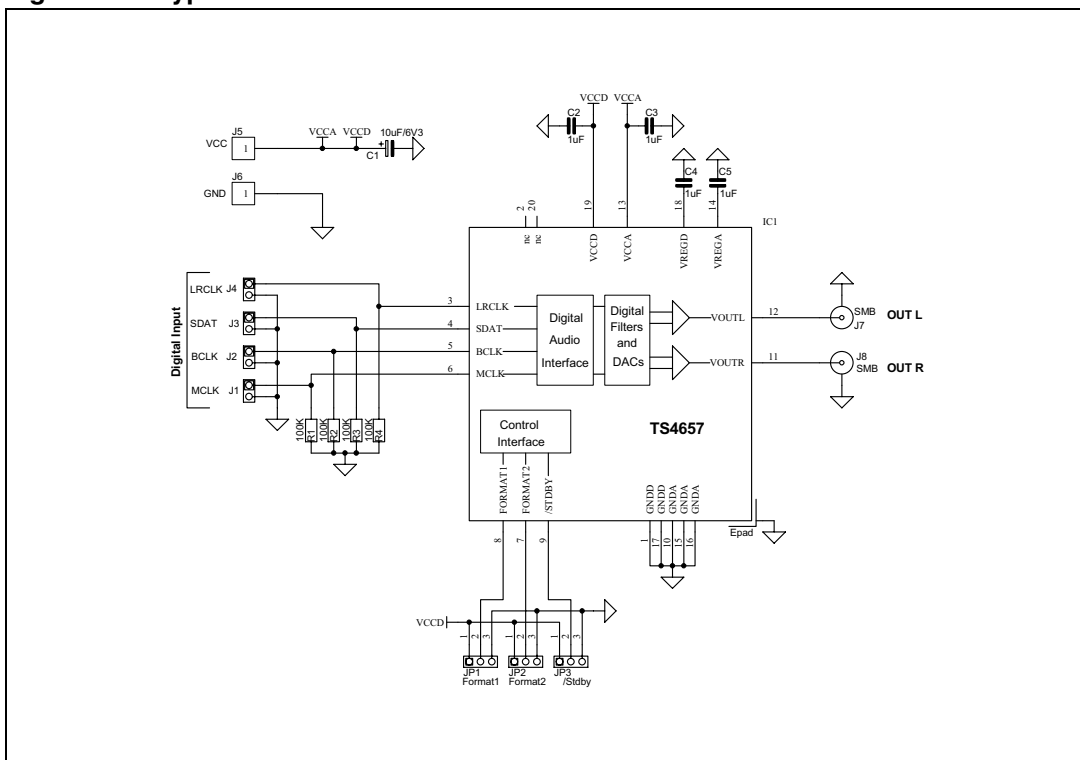 VCCD VCCA
C2 C3
1uF 1uF
J5 VCCA VCCD 10uF/6V3
VCC 1 + C1
C4 C5
1uF 1uF
J6
GND 1
2 20 19 13 18 14
IC1
nc nc VCCD VCCA VREGD VREGA
Digital Input
LRCLK J4
SDAT J3
BCLK J2
MCLK J1
3 LRCLK
4 SDAT
5 BCLK
6 MCLK
Digital
Audio
Interface
Digital
Filters
and
DACs
VOUTL 12
SMB OUT L
J7
VOUTR 11
J8
SMB OUT R
100K 100K 100K 100K
R1 R2 R3 R4
Control
Interface
TS4657
FORMAT1 FORMAT2 /STDBY
GNDD GNDD GNDA GNDA GNDA
Epad
8 7 9
1 17 10 15 16
VCCD
1 2 3 1 2 3 1 2 3
JP1 JP2 JP3
Format1 Format2 /Stdby